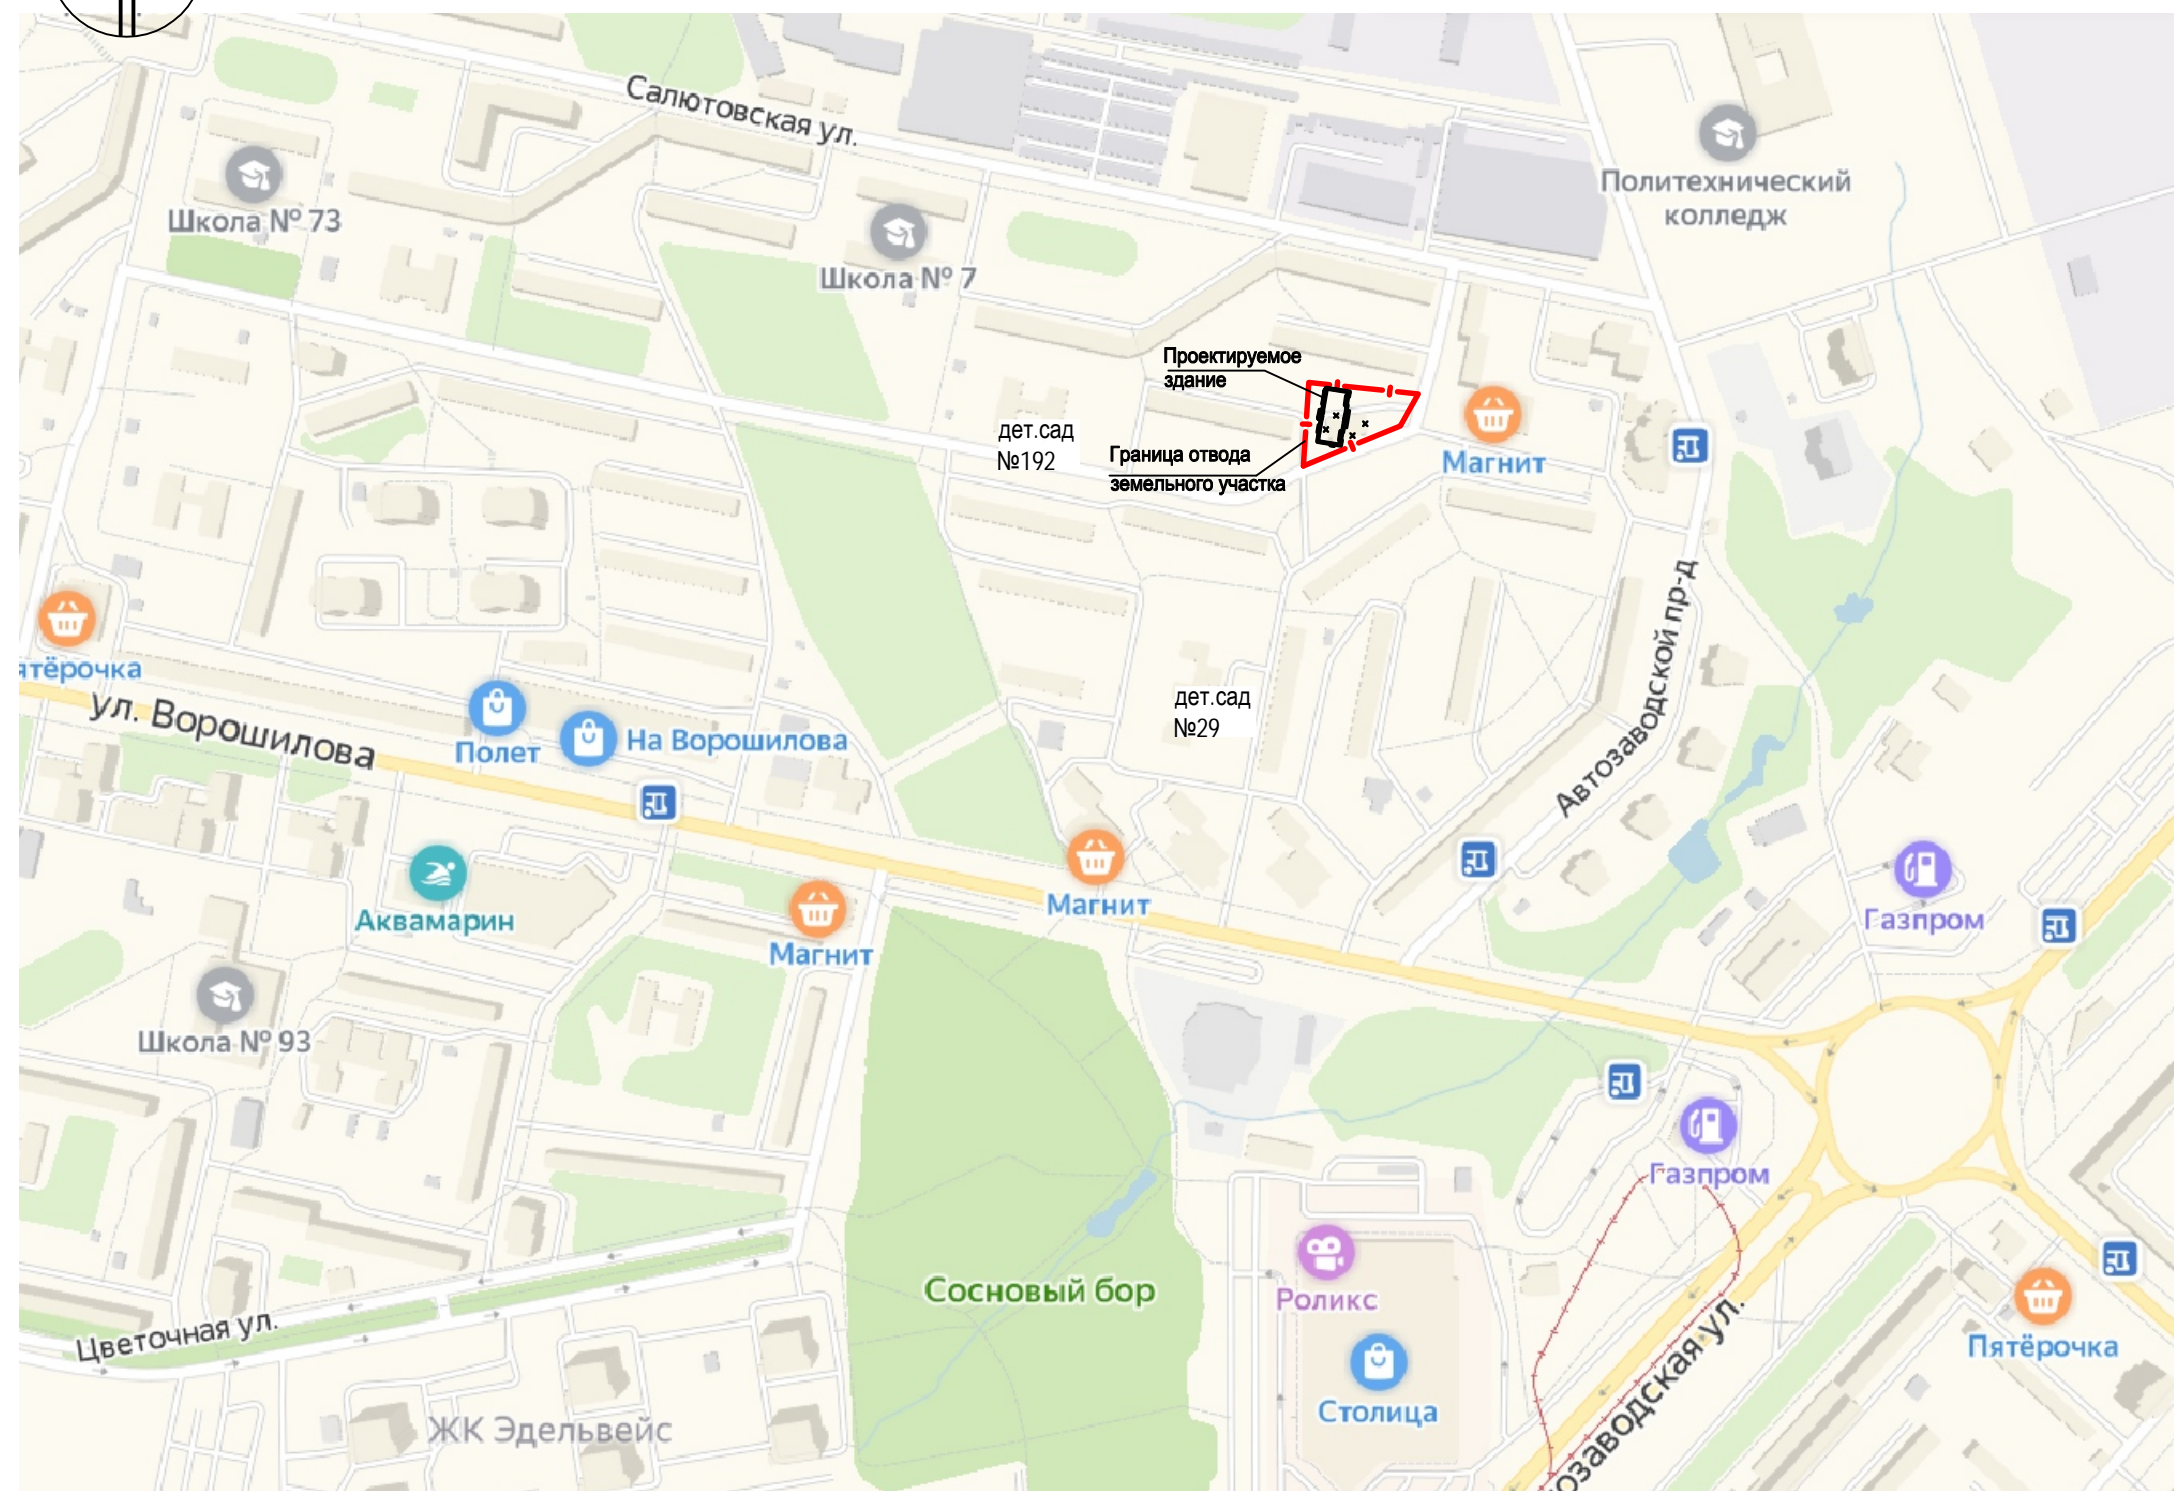 Салютовская ул.
Политехнический
колледж
Школа № 73
Школа № 7
Проектируемое
здание
дет.сад
№192
Граница отвода
земельного участка
Магнит
Автозаводской пр-д
ятёрочка
ул. Ворошилова
Полет
На Ворошилова
дет.сад
№29
Аквамарин
Магнит
Магнит
Газпром
Школа № 93
Газпром
Сосновый бор
Роликс
Столица
Пятёрочка
Цветочная ул.
ЖК Эдельвейс
озаводская ул.